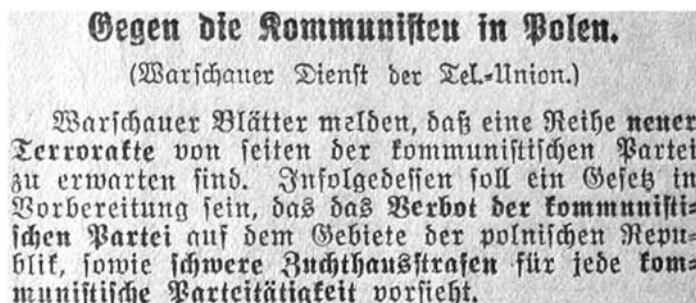 Gegen die Kommunisten in Polen.
(Warschauer Dienst der Tel.-Union.)
Warschauer Blätter melden, daß eine Reihe neuer
Terrorakte von seiten der kommunistischen Partei
zu erwarten sind. Infolgedessen soll ein Gesetz in
Vorbereitung sein, das das Verbot der kommunisti-
schen Partei auf dem Gebiete der polnischen Repu-
blik, sowie schwere Zuchthausstrafen für jede kom-
munistische Parteitätigkeit vorsieht.